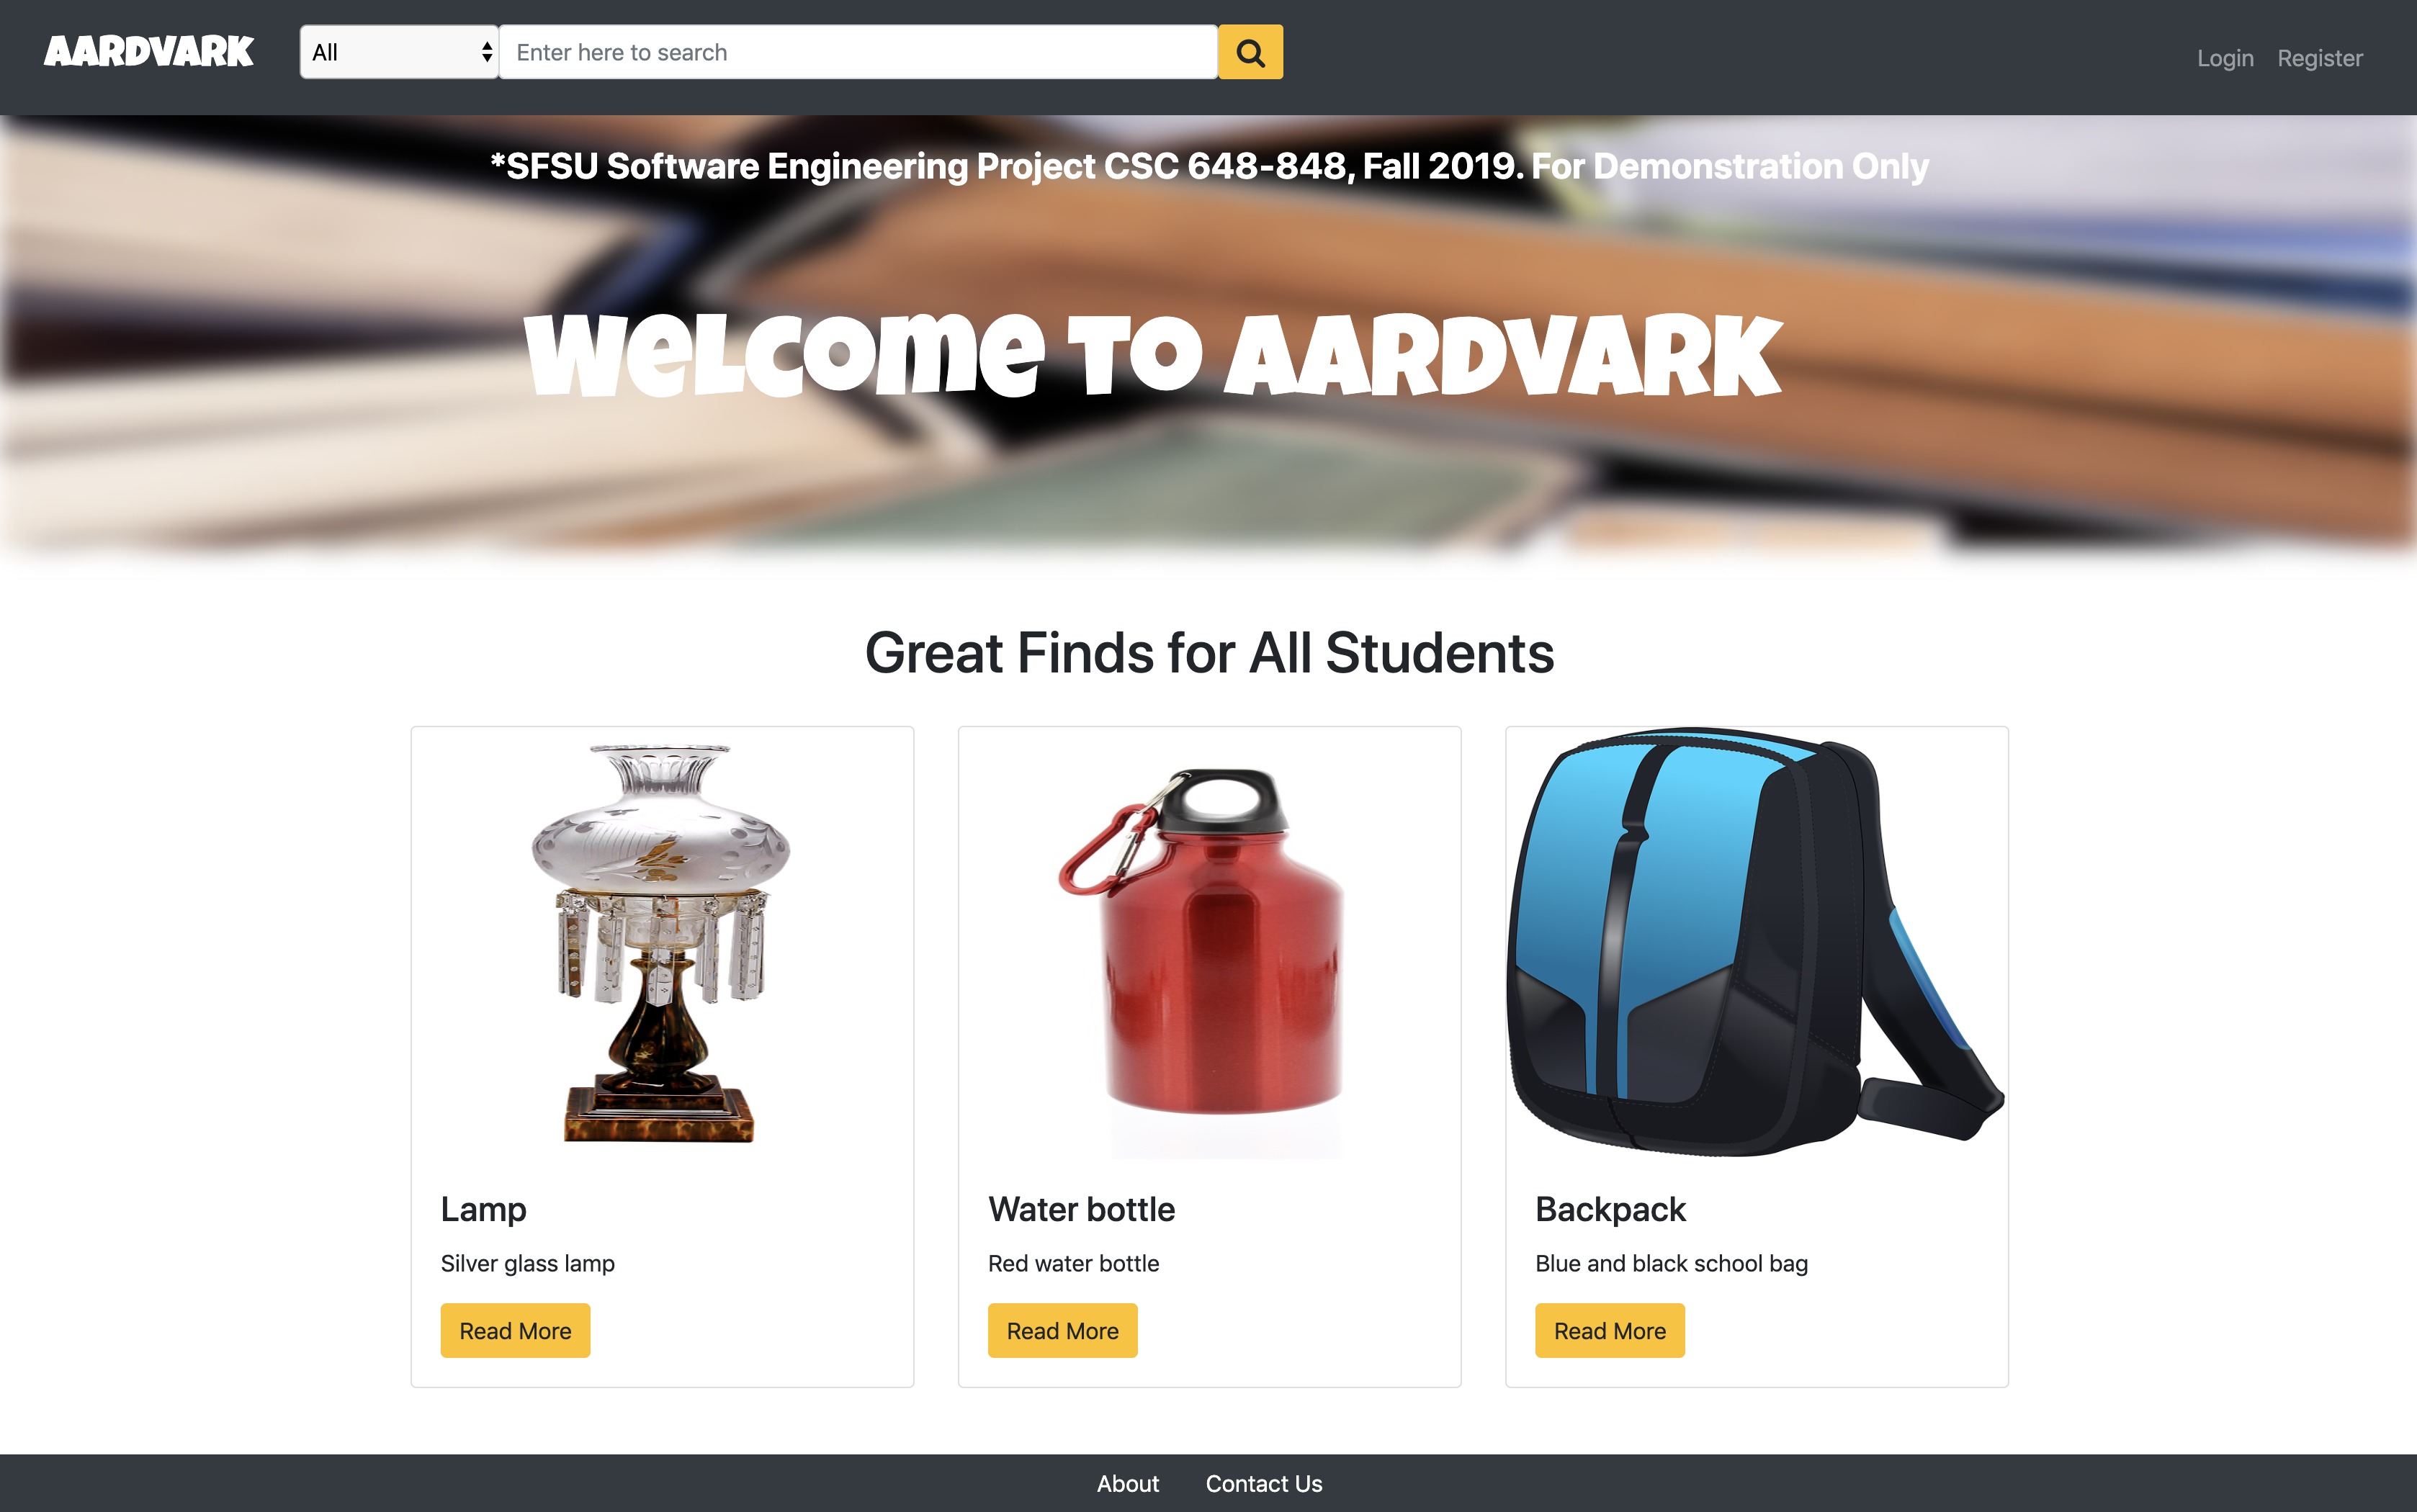 AARDVARK
All
Enter here to search
Login Register
*SFSU Software Engineering Project CSC 648-848, Fall 2019. For Demonstration Only
Welcome to AARDVARK
Great Finds for All Students
Lamp
Silver glass lamp
Read More
Water bottle
Red water bottle
Read More
Backpack
Blue and black school bag
Read More
About Contact Us